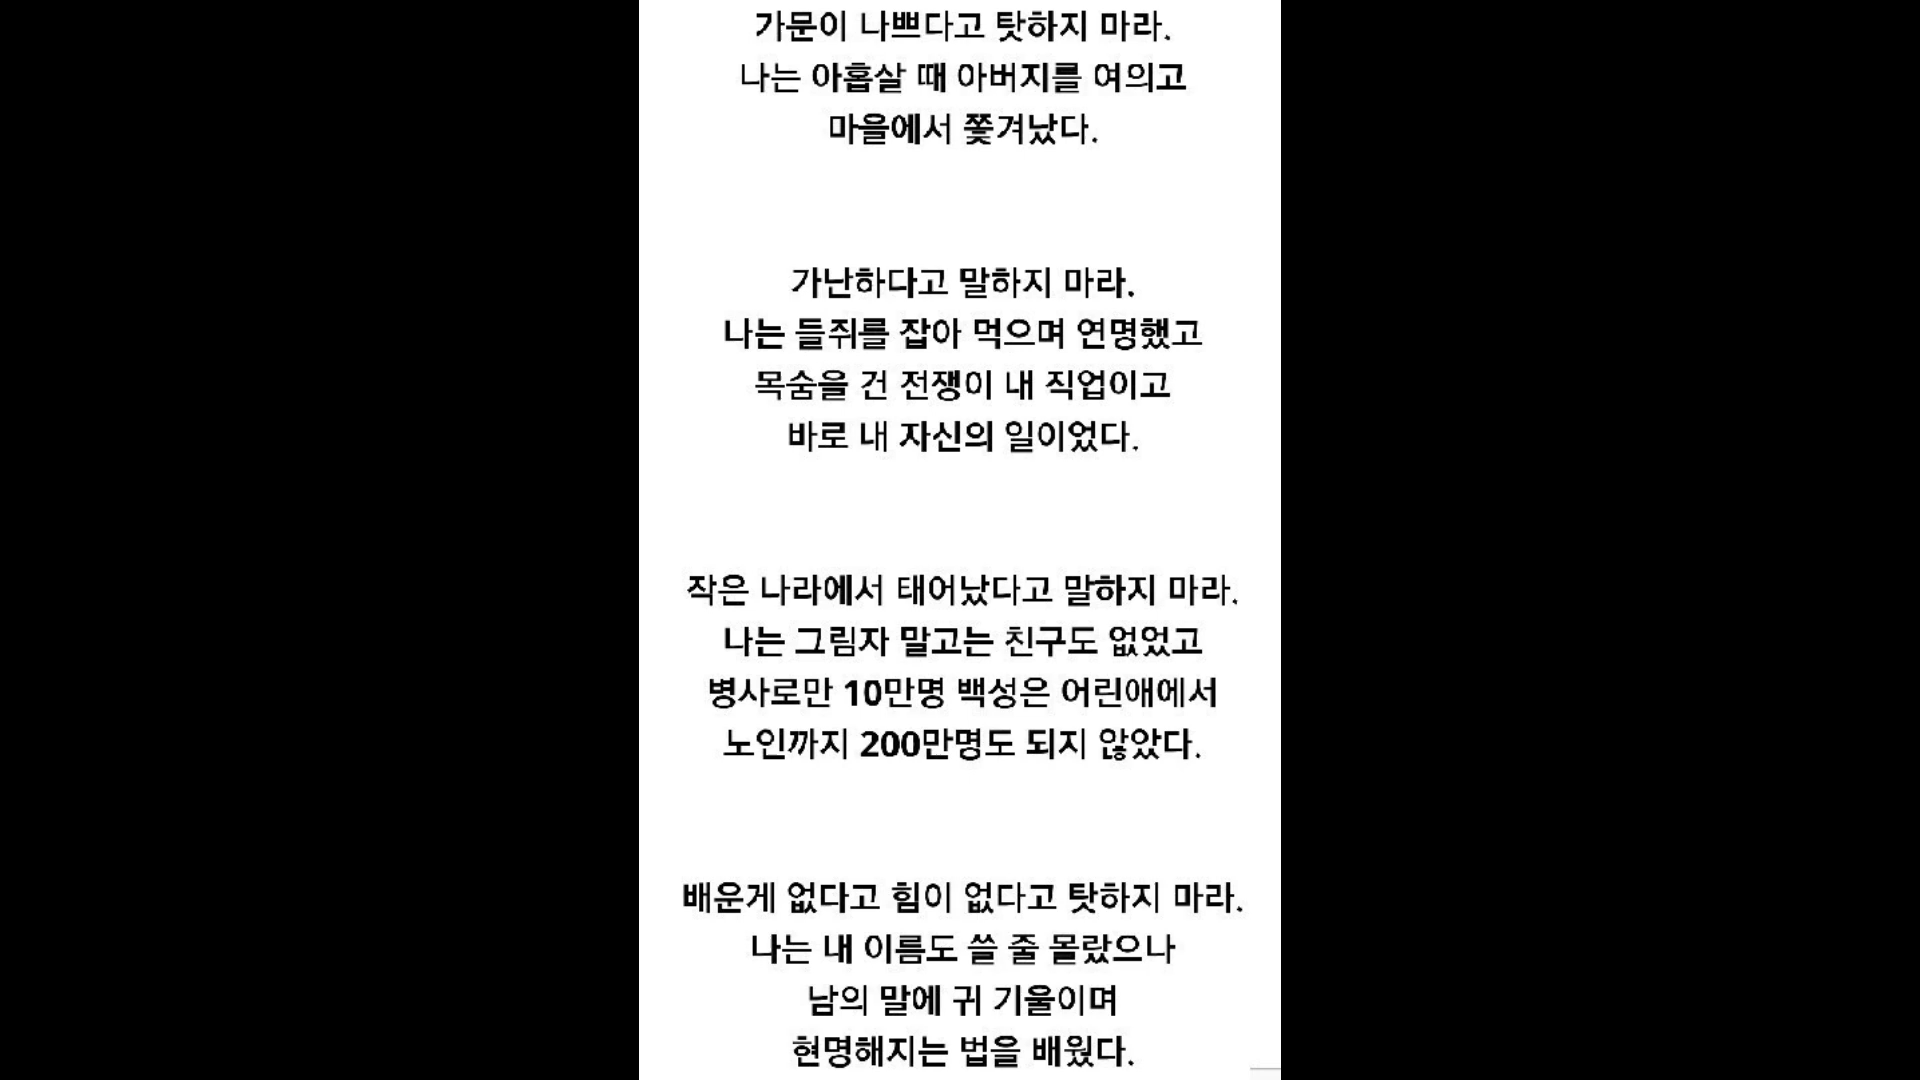 가문이 나쁘다고 탓하지 마라.
나는 아홉살 때 아버지를 여의고
마을에서 쫓겨났다.
가난하다고 말하지 마라.
나는 들쥐를 잡아 먹으며 연명했고
목숨을 건 전쟁이 내 직업이고
바로 내 자신의 일이었다.
작은 나라에서 태어났다고 말하지 마라.
나는 그림자 말고는 친구도 없었고
병사로만 10만명 백성은 어린애에서
노인까지 200만명도 되지 않았다.
배운게 없다고 힘이 없다고 탓하지 마라.
나는 내 이름도 쓸 줄 몰랐으나
남의 말에 귀 기울이며
현명해지는 법을 배웠다.